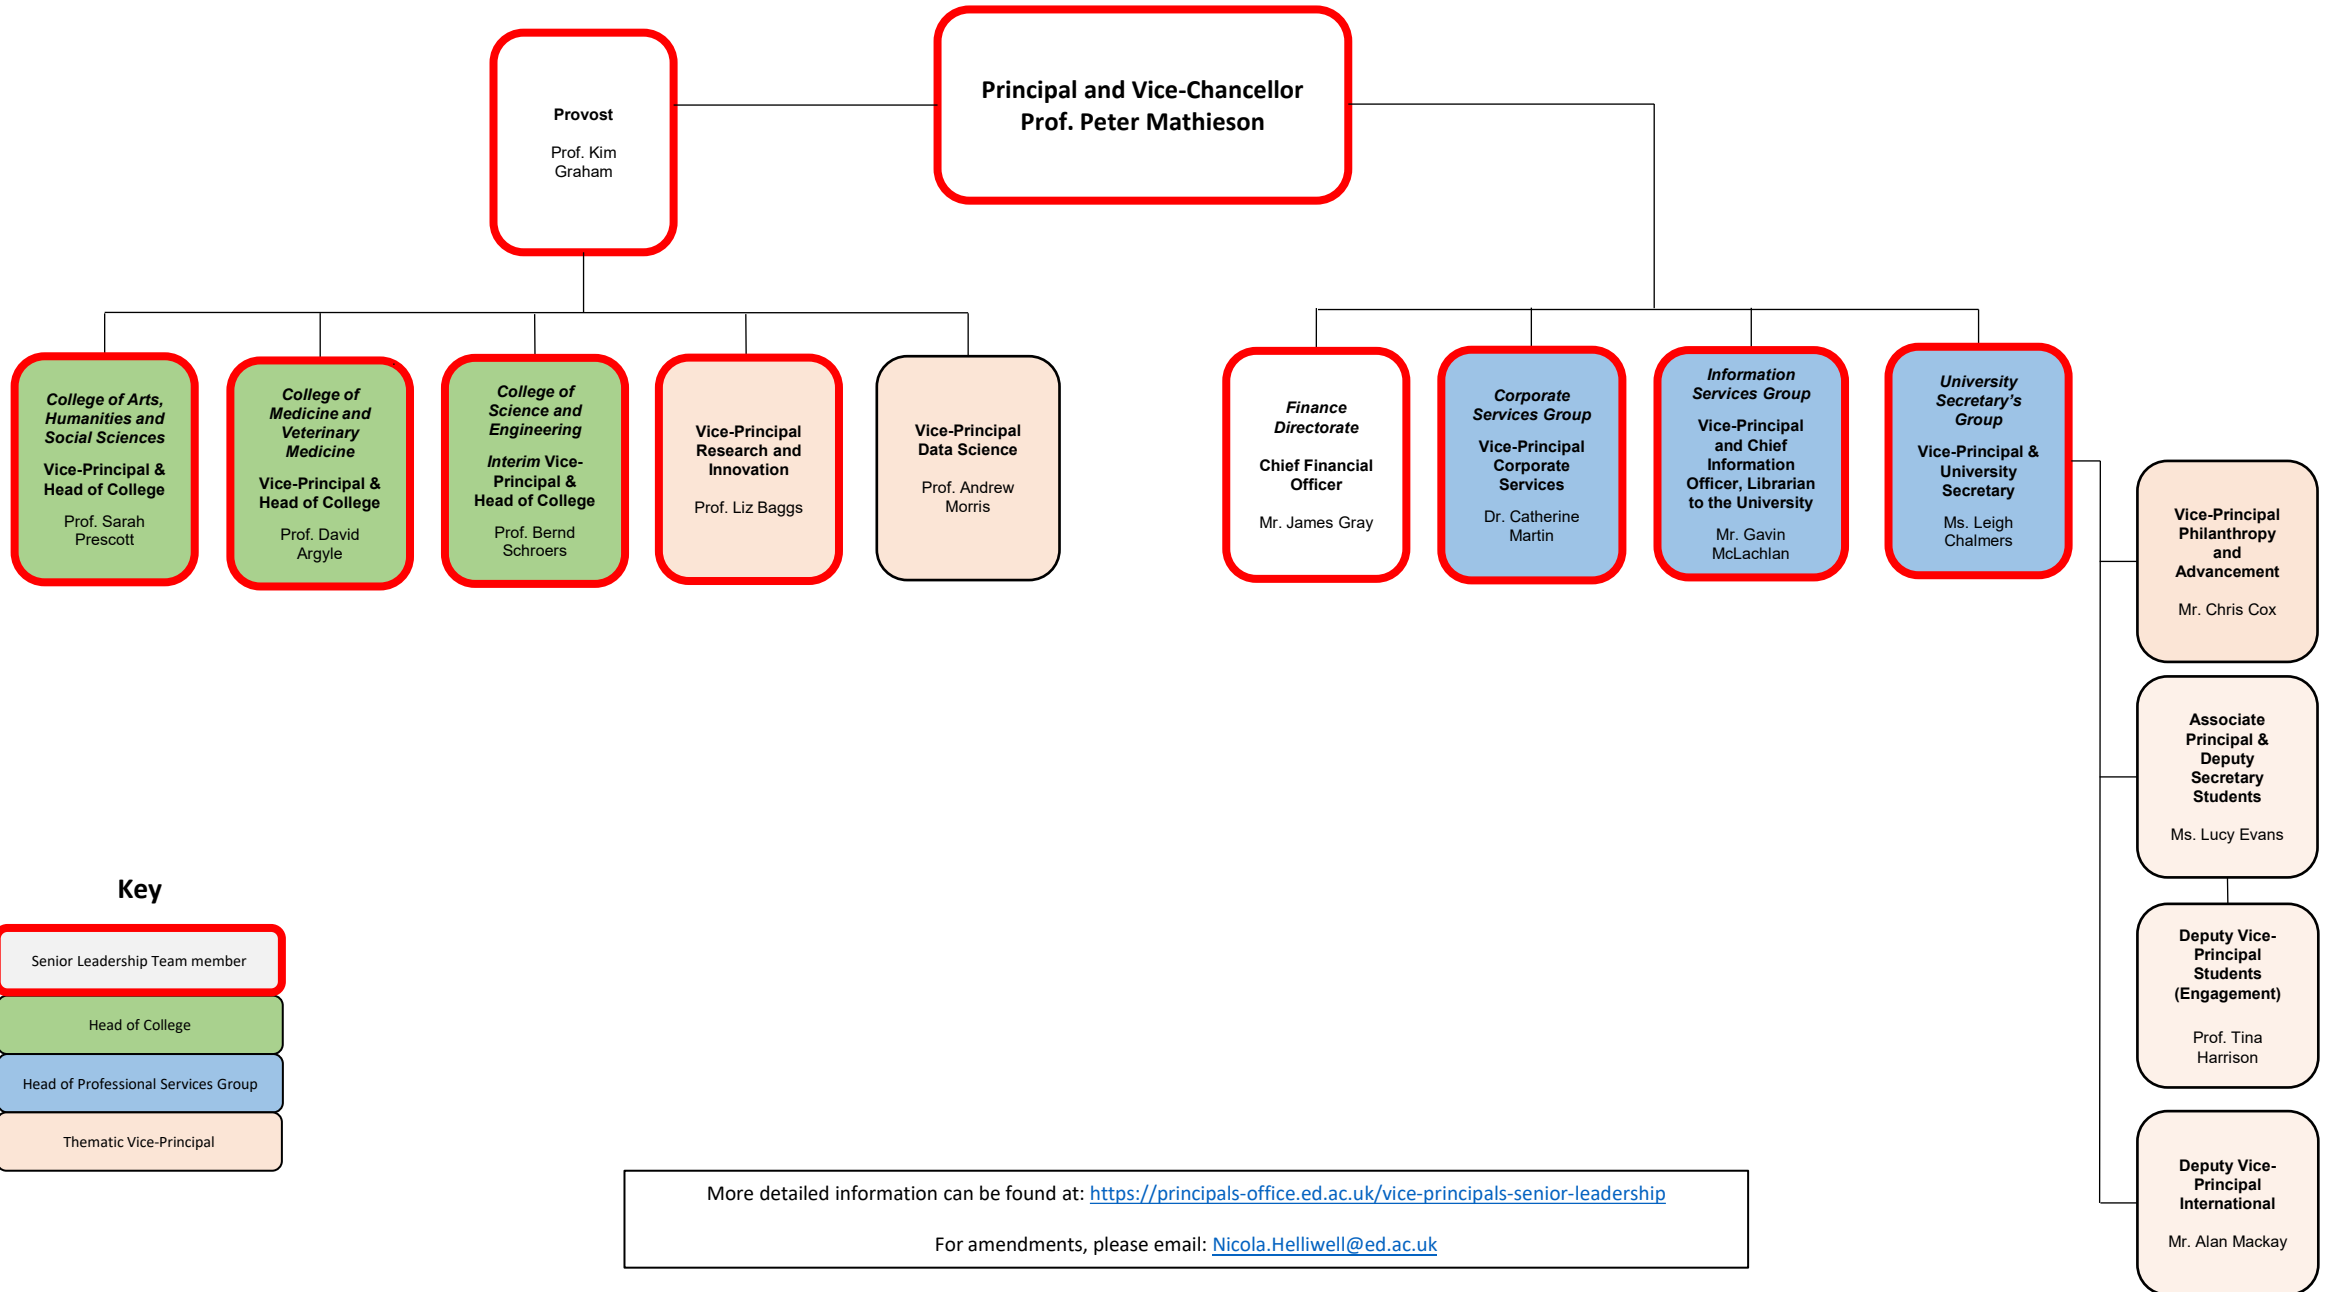 Principal and Vice-Chancellor
Prof. Peter Mathieson
Provost
Prof. Kim
Graham
College of Arts,
Humanities and
Social Sciences
Vice-Principal &
Head of College
Prof. Sarah
Prescott
College of
Medicine and
Veterinary
Medicine
Vice-Principal &
Head of College
Prof. David
Argyle
College of
Science and
Engineering
Interim Vice-
Principal &
Head of College
Prof. Bernd
Schroers
Vice-Principal
Research and
Innovation
Prof. Liz Baggs
Vice-Principal
Data Science
Prof. Andrew
Morris
Finance
Directorate
Chief Financial
Officer
Mr. James Gray
Corporate
Services Group
Vice-Principal
Corporate
Services
Dr. Catherine
Martin
Information
Services Group
Vice-Principal
and Chief
Information
Officer, Librarian
to the University
Mr. Gavin
McLachlan
University
Secretary's
Group
Vice-Principal &
University
Secretary
Ms. Leigh
Chalmers
Vice-Principal
Philanthropy
and
Advancement
Mr. Chris Cox
Associate
Principal &
Deputy
Secretary
Students
Ms. Lucy Evans
Deputy Vice-
Principal
Students
(Engagement)
Prof. Tina
Harrison
Deputy Vice-
Principal
International
Mr. Alan Mackay
Key
Senior Leadership Team member
Head of College
Head of Professional Services Group
Thematic Vice-Principal
More detailed information can be found at: https://principals-office.ed.ac.uk/vice-principals-senior-leadership
For amendments, please email: Nicola.Helliwell@ed.ac.uk